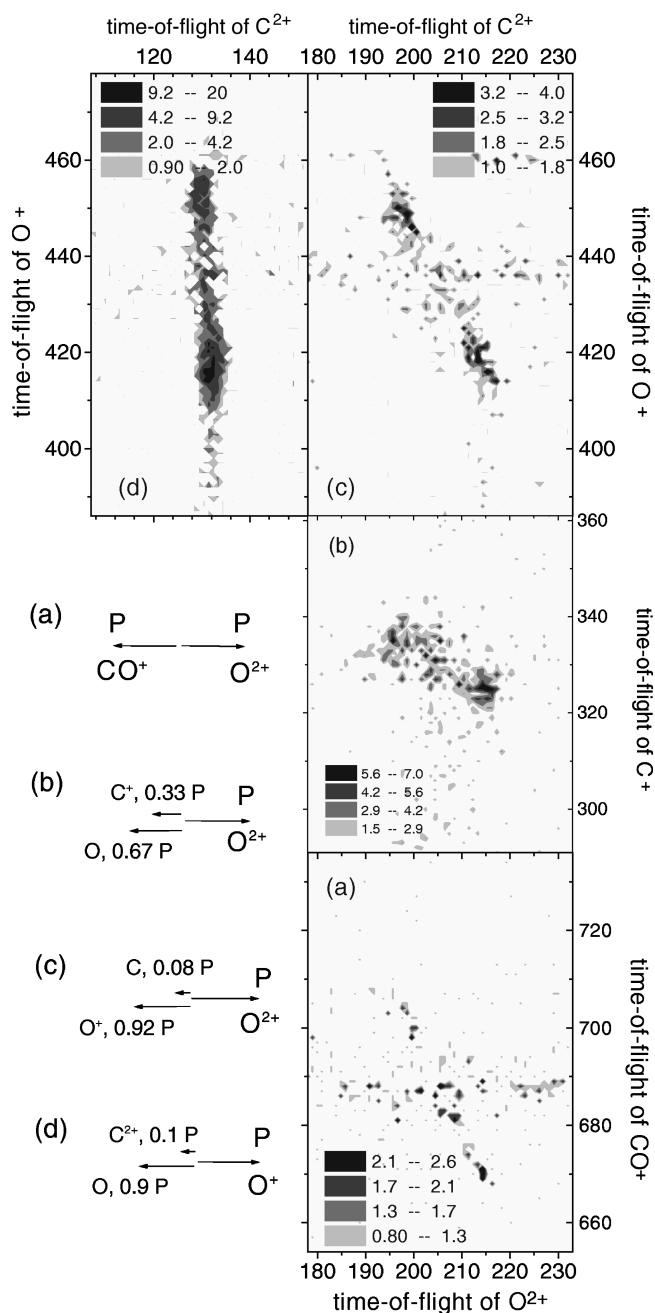 time-of-flight of C2+
time-of-flight of C2+
120 140
180 190 200 210 220 230
9.2 -- 20
4.2 -- 9.2
2.0 -- 4.2
0.90 -- 2.0
3.2 -- 4.0
2.5 -- 3.2
1.8 -- 2.5
1.0 -- 1.8
460
440
420
400
time-of-flight of O +
460
440
420
400
time-of-flight of O +
(d)
(c)
(b)
360
340
320
300
time-of-flight of C +
5.6 -- 7.0
4.2 -- 5.6
2.9 -- 4.2
1.5 -- 2.9
(a)
P P
CO+ O2+
(b)
C+, 0.33 P P
O, 0.67 P O2+
(c)
C, 0.08 P P
O+, 0.92 P O2+
(d)
C2+, 0.1 P P
O, 0.9 P O+
(a)
720
700
680
660
time-of-flight of CO+
2.1 -- 2.6
1.7 -- 2.1
1.3 -- 1.7
0.80 -- 1.3
180 190 200 210 220 230
time-of-flight of O2+